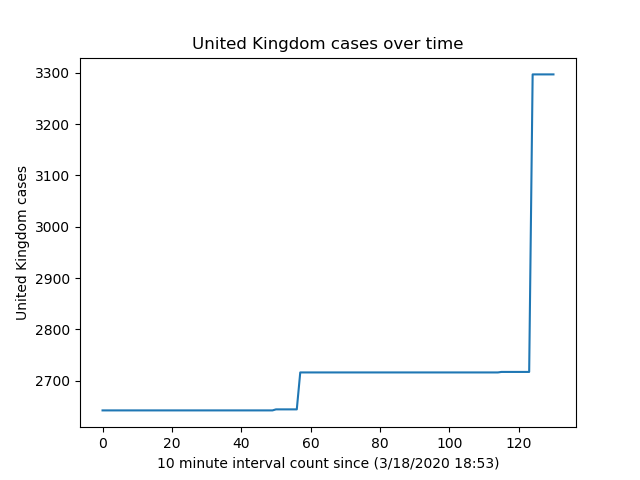 United Kingdom cases over time
3300
3200
3100
3000
2900
2800
2700
United Kingdom cases
0 20 40 60 80 100 120
10 minute interval count since (3/18/2020 18:53)